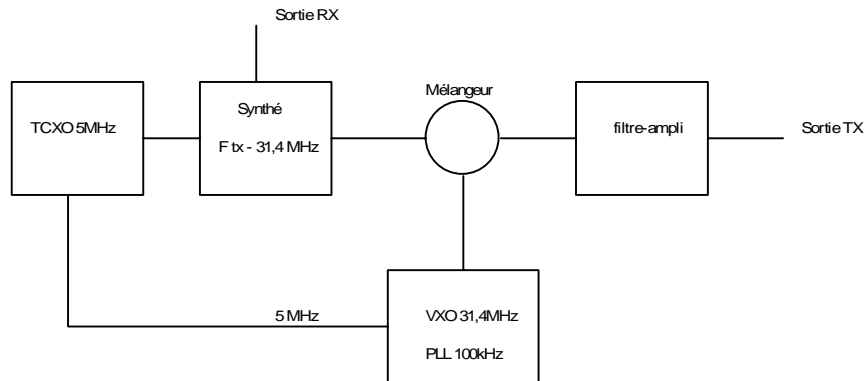 Sortie RX
Mélangeur
TCXO 5MHz
Synthé
F tx - 31,4 MHz
filtre-ampli
Sortie TX
5 MHz
VXO 31,4MHz
PLL 100kHz